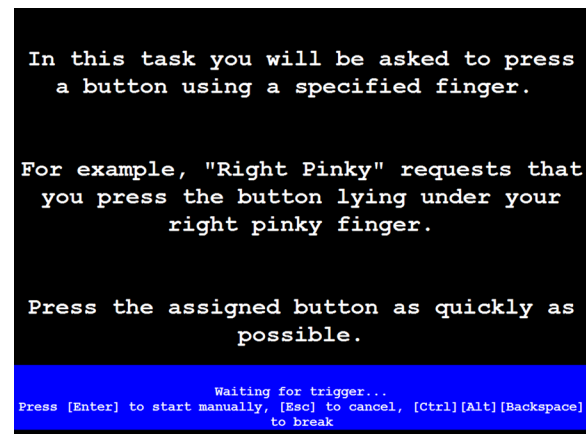 In this task you will be asked to press
a button using a specified finger.
For example, "Right Pinky" requests that
you press the button lying under your
right pinky finger.
Press the assigned button as quickly as
possible.
Waiting for trigger...
Press [Enter] to start manually, [Esc] to cancel, [Ctrl][Alt][Backspace]
to break